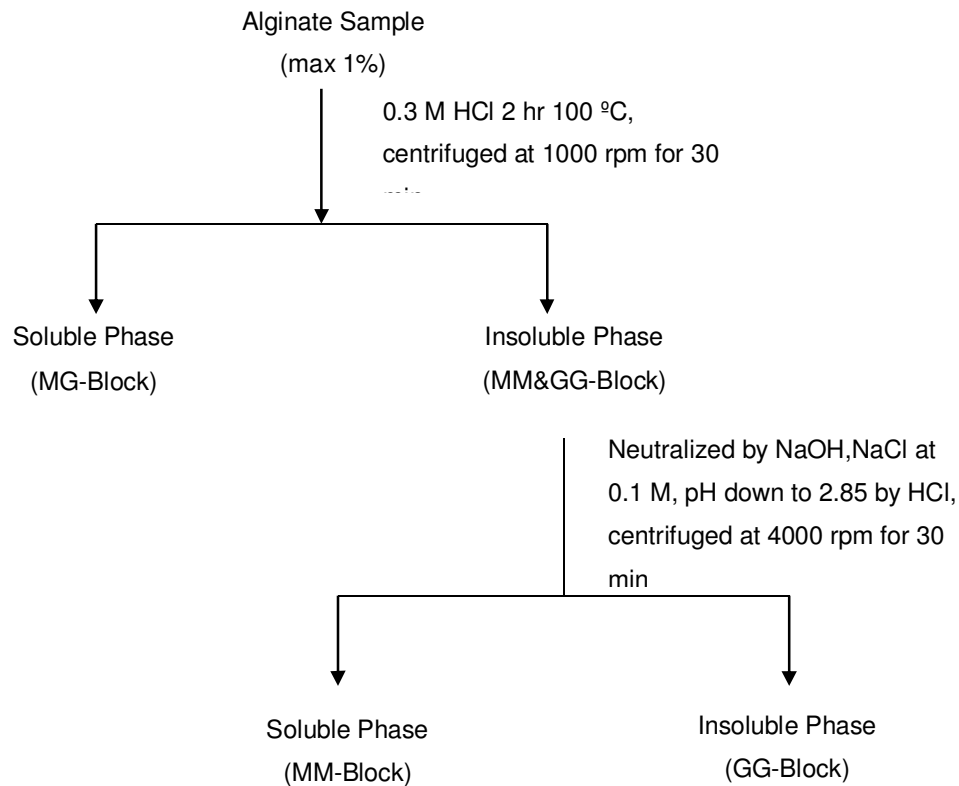 Alginate Sample
(max 1%)
0.3 M HCl 2 hr 100 ºC,
centrifuged at 1000 rpm for 30
Soluble Phase
(MG-Block)
Insoluble Phase
(MM&GG-Block)
Neutralized by NaOH,NaCl at
0.1 M, pH down to 2.85 by HCl,
centrifuged at 4000 rpm for 30
min
Soluble Phase
(MM-Block)
Insoluble Phase
(GG-Block)